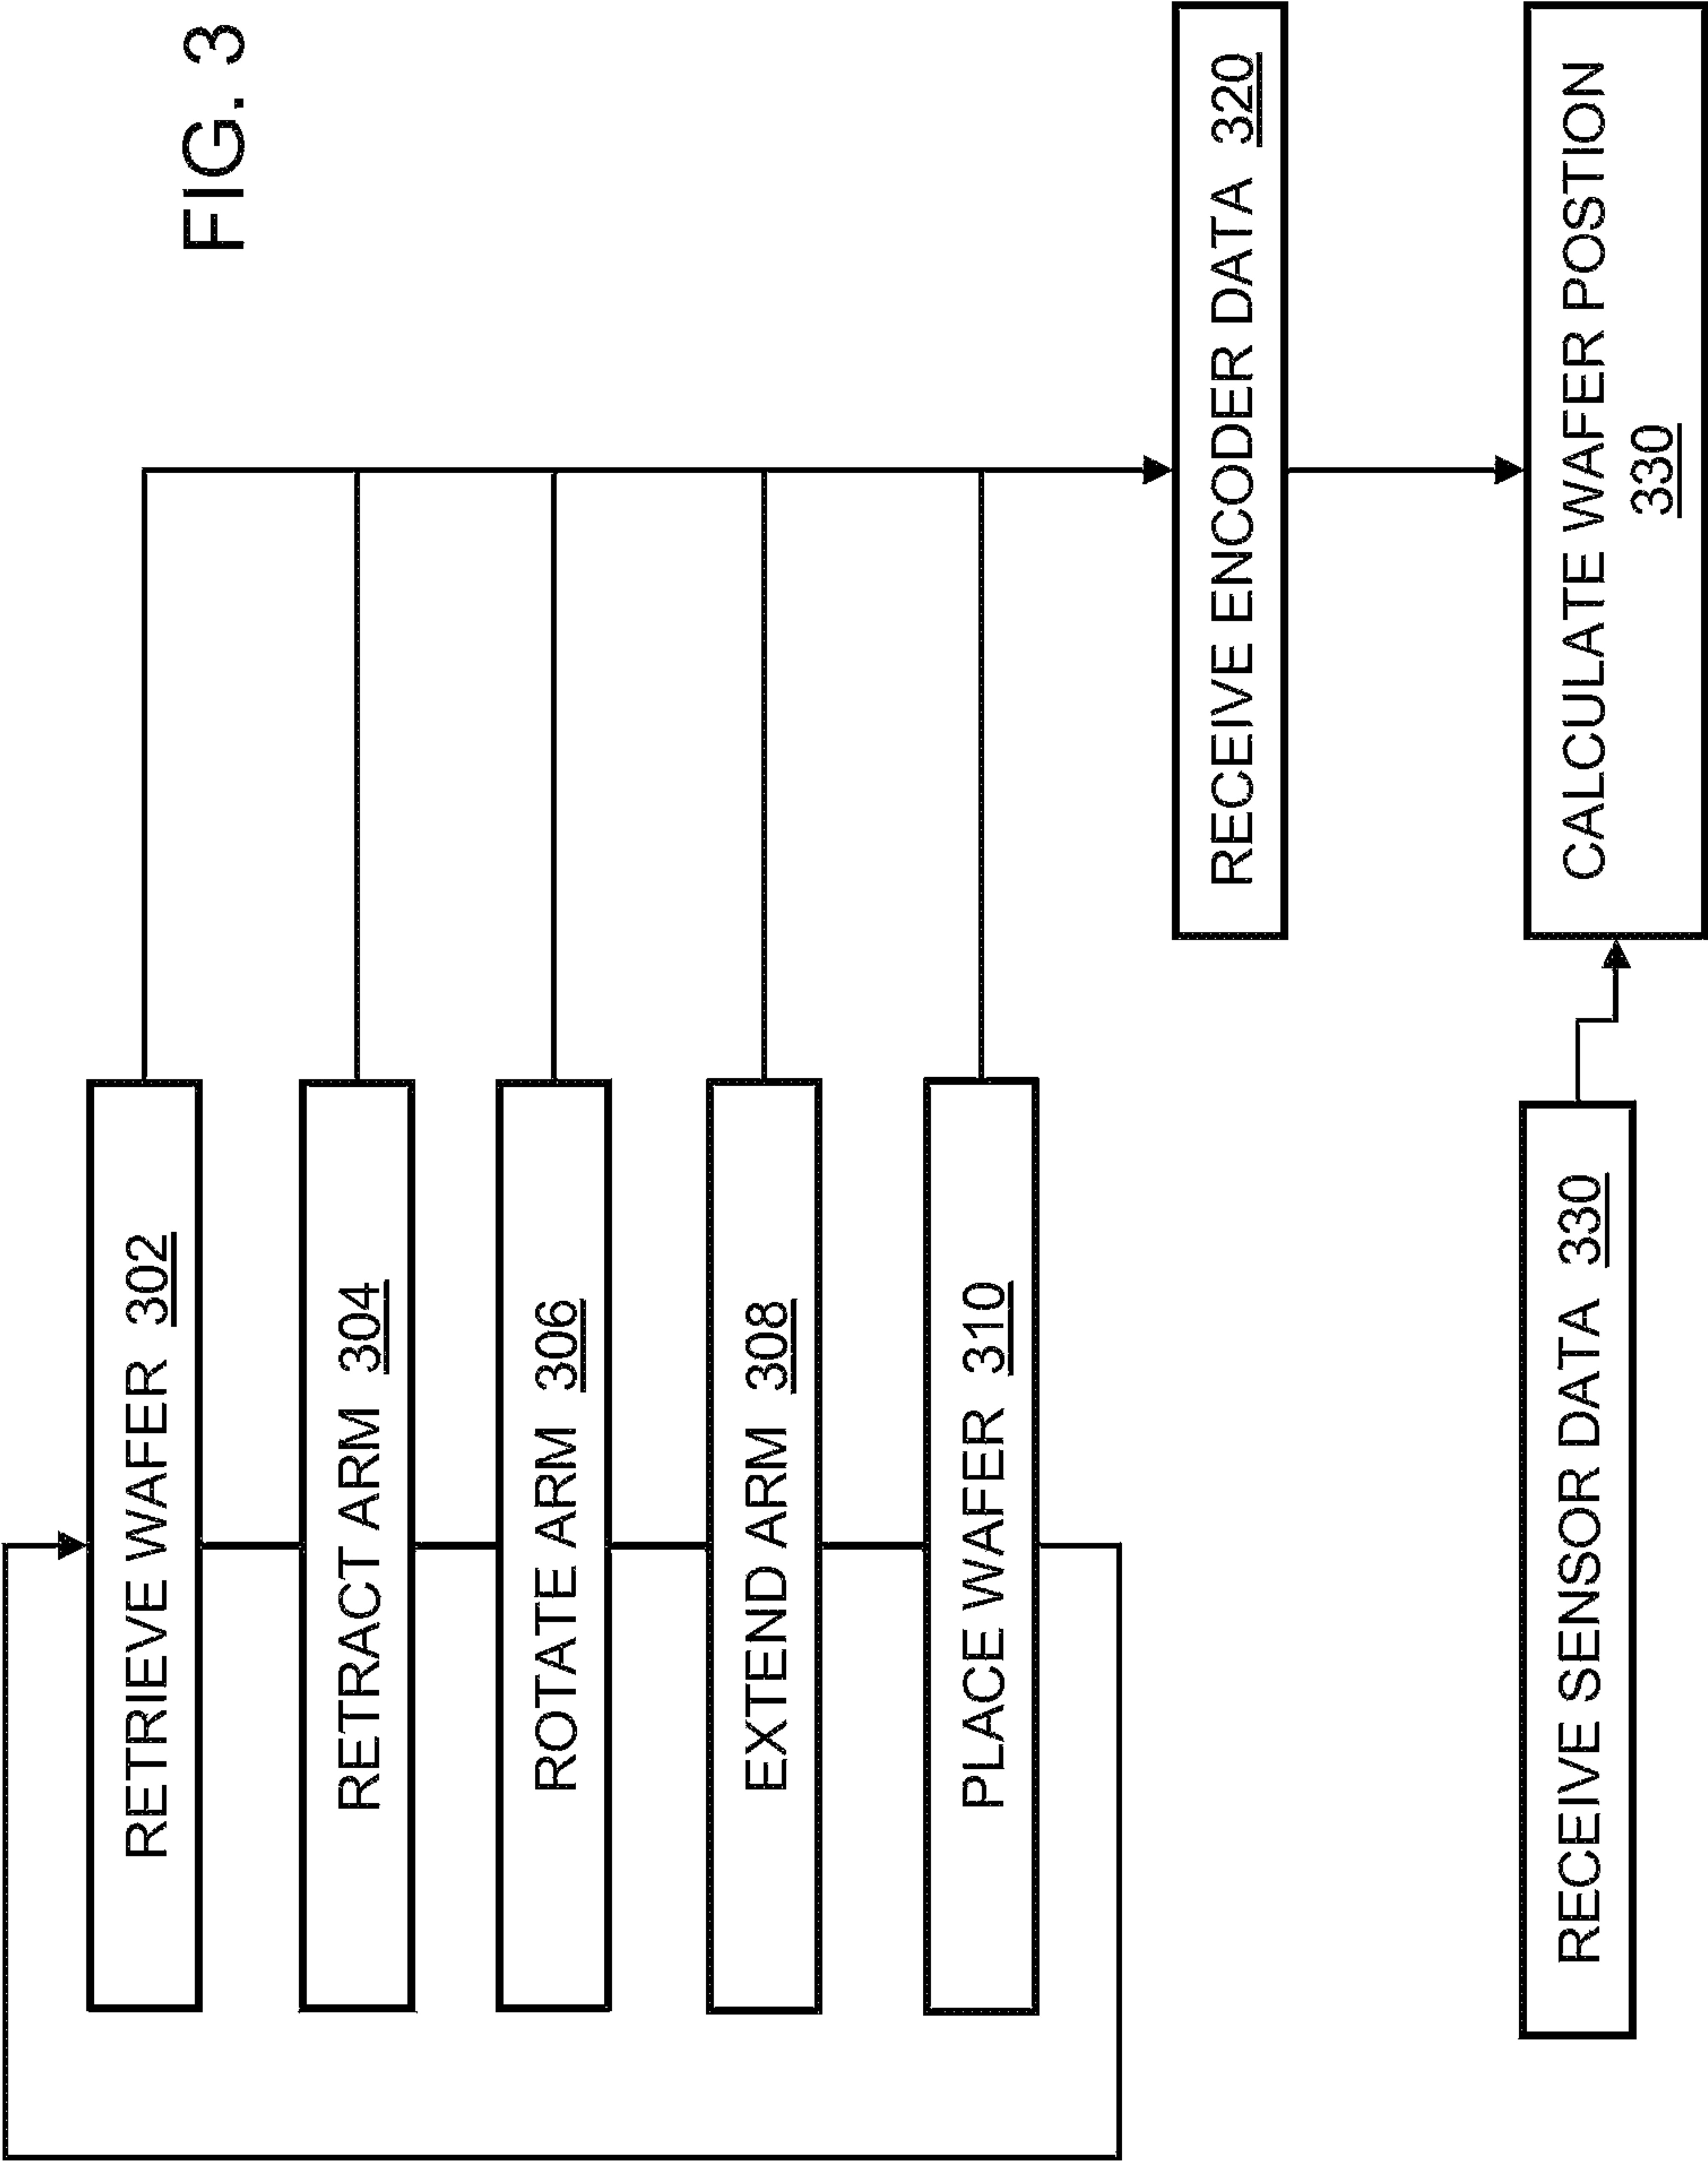 FIG. 3
RETRIEVE WAFER 302
RETRACT ARM 304
ROTATE ARM 306
EXTEND ARM 308
PLACE WAFER 310
RECEIVE ENCODER DATA 320
RECEIVE SENSOR DATA 330
CALCULATE WAFER POSTION
330